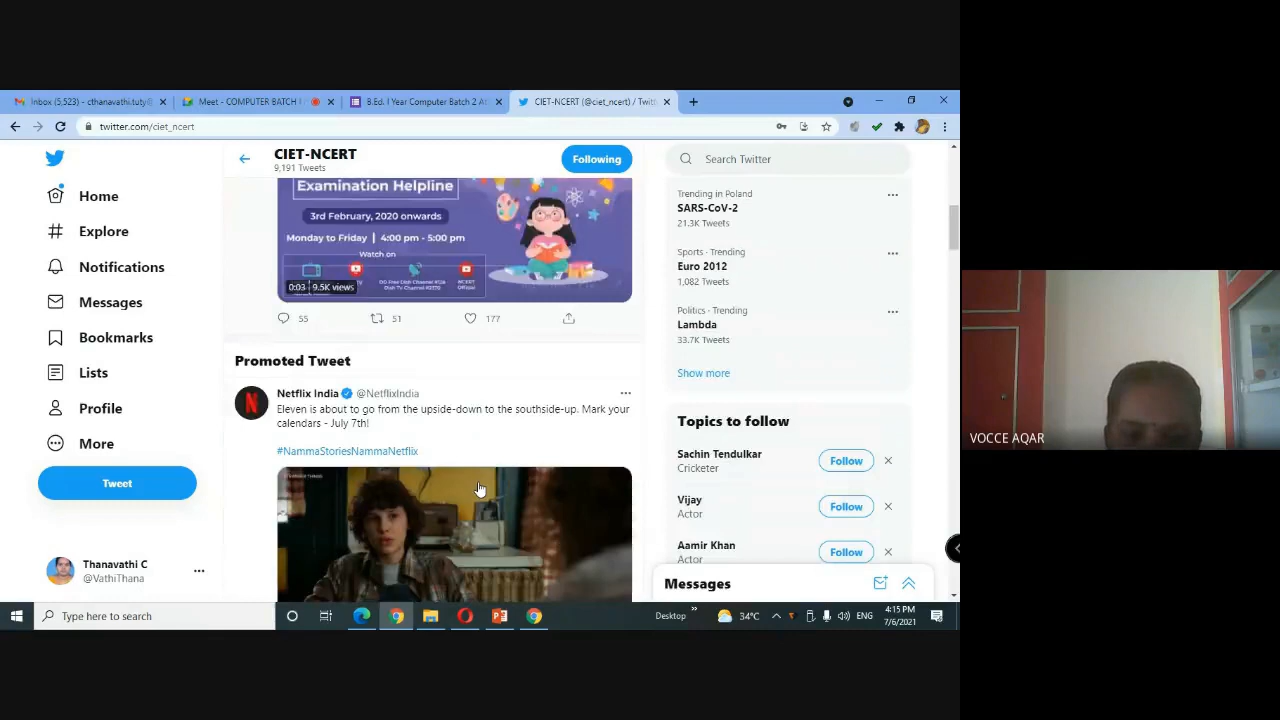 Inbox (5,523) - cthanavathi.tuty@
Meet - COMPUTER BATCH
B.Ed. I Year Computer Batch 2 A
CIET-NCERT (@ciet_ncert) / Twitt
twitter.com/ciet_ncert
CIET-NCERT
9,191 Tweets
Following
Search Twitter
Home
Explore
Notifications
Messages
Bookmarks
Lists
Profile
More
Tweet
Thanavathi C
@VathiThana
Examination Helpline
3rd February, 2020 onwards
Monday to Friday | 4:00 pm - 5:00 pm
Watch on
0:03 9.5K views
55
51
177
Promoted Tweet
Netflix India @NetflixIndia
Eleven is about to go from the upside-down to the southside-up. Mark your
calendars - July 7th!
#NammaStoriesNammaNetflix
Trending in Poland
SARS-CoV-2
21.3K Tweets
Sports · Trending
Euro 2012
1,082 Tweets
Politics · Trending
Lambda
33.7K Tweets
Show more
Topics to follow
Sachin Tendulkar
Cricketer
Follow
Vijay
Actor
Follow
Aamir Khan
Actor
Follow
Messages
Type here to search
Desktop
34°C
ENG
4:15 PM
7/6/2021
VOCCE AQAR